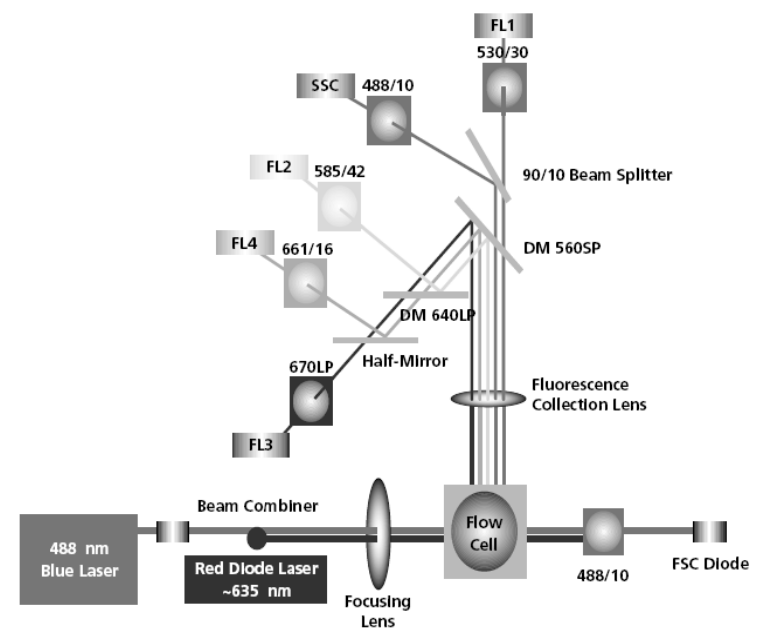 FL1
530/30
SSC
488/10
90/10 Beam Splitter
FL2
585/42
DM 560SP
FL4
661/16
DM 640LP
Half-Mirror
670LP
Fluorescence
Collection Lens
FL3
Beam Combiner
488 nm
Blue Laser
Red Diode Laser
~635 nm
Focusing
Lens
Flow
Cell
488/10
FSC Diode